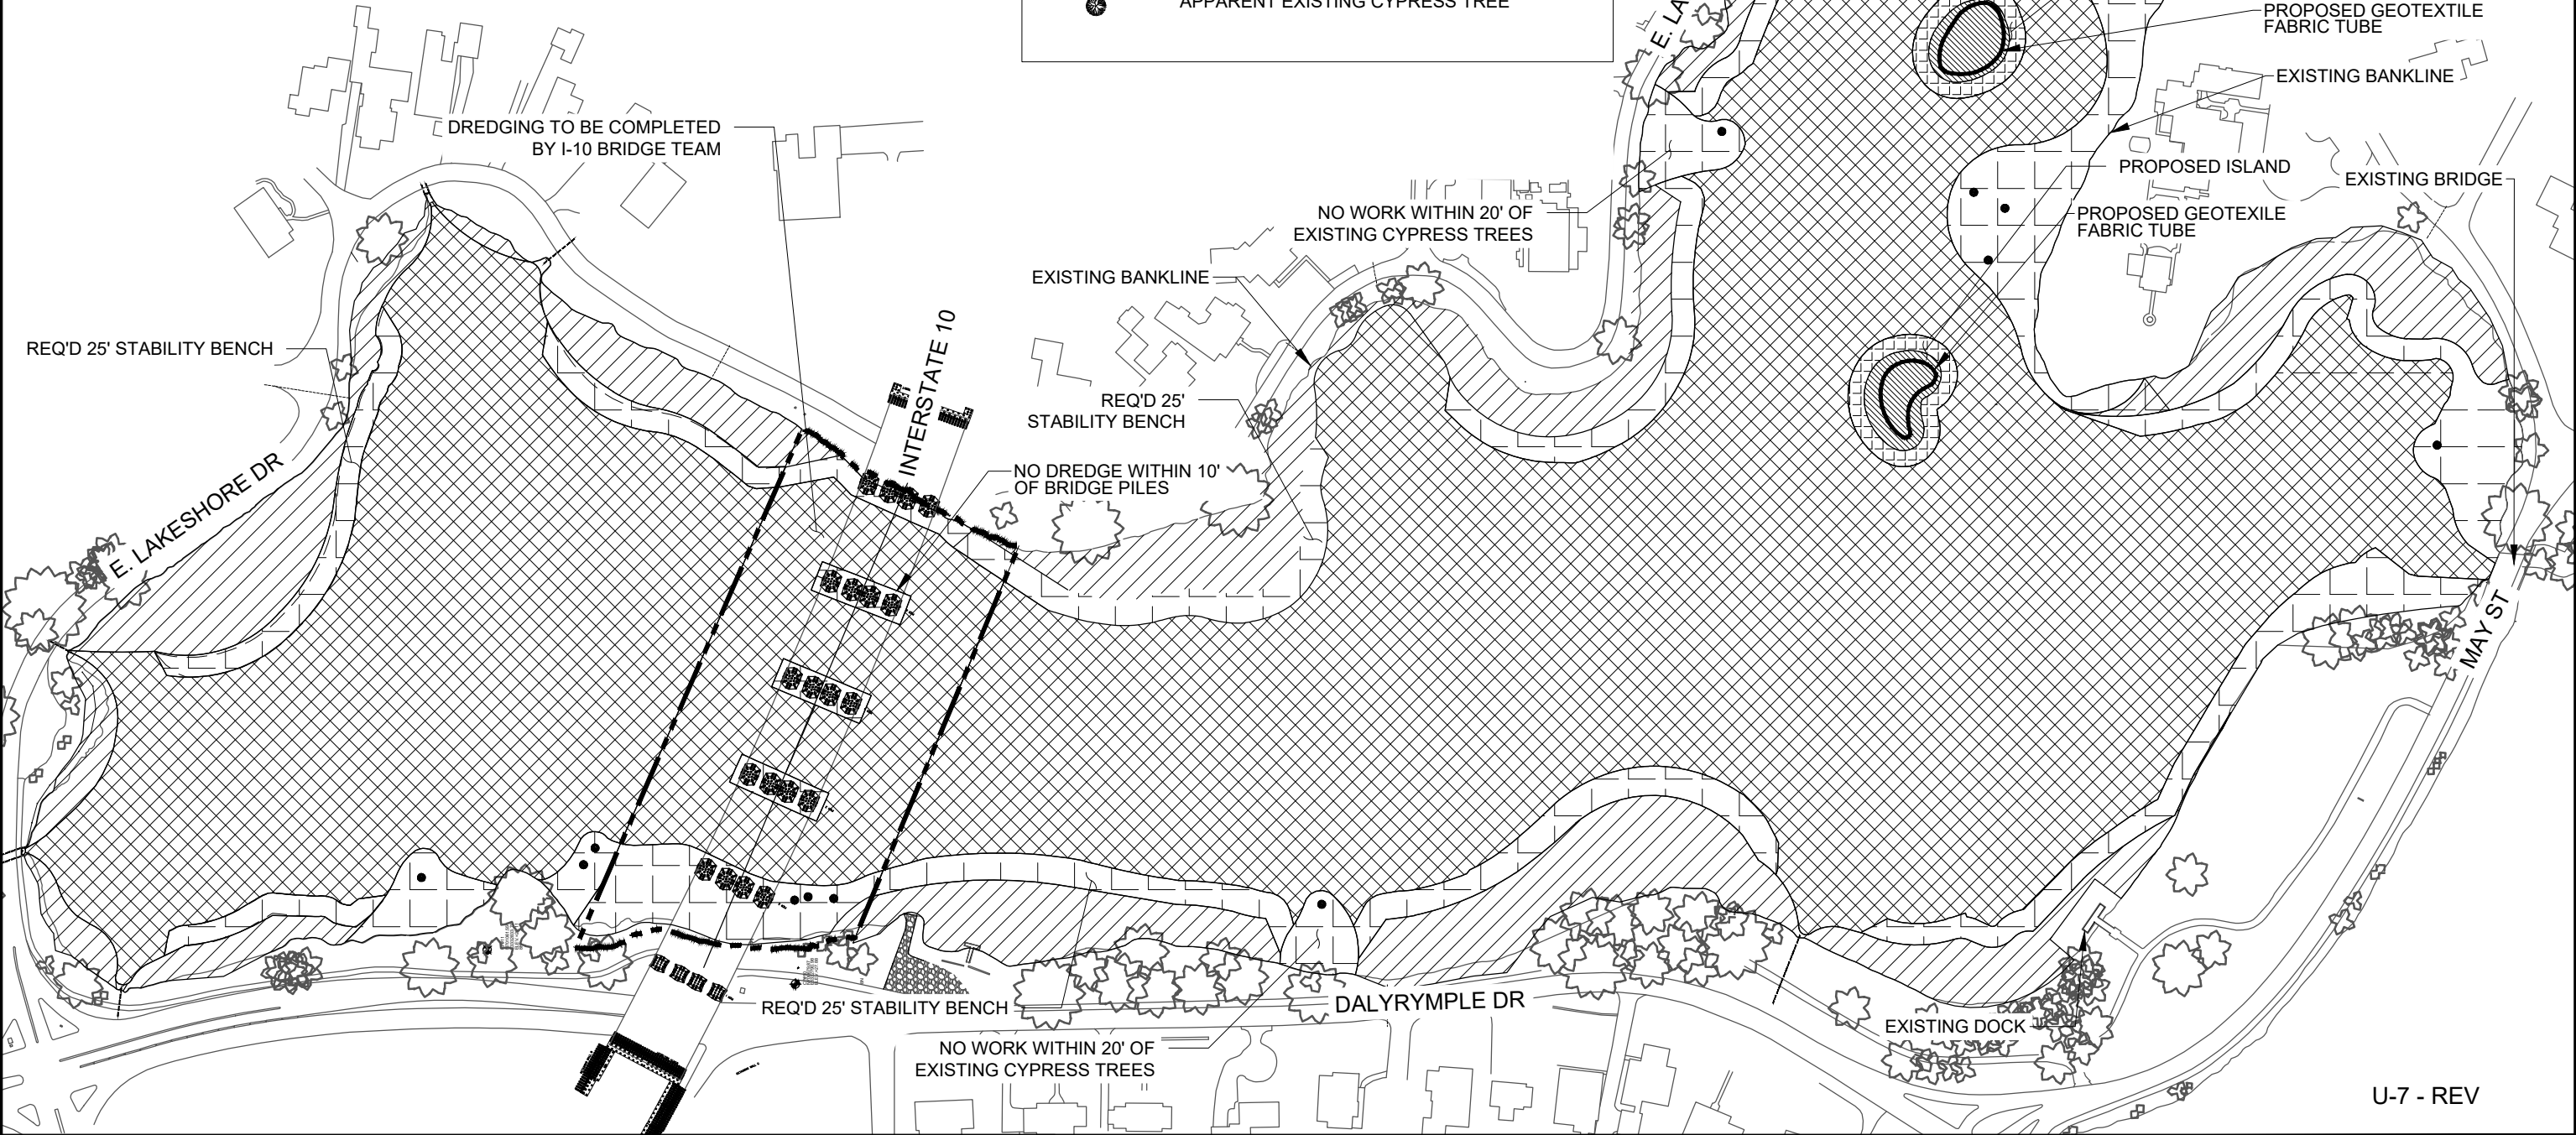 APPARENT EXISTING CYPRESS TREE
E. LA
PROPOSED GEOTEXTILE
FABRIC TUBE
EXISTING BANKLINE
DREDGING TO BE COMPLETED
BY I-10 BRIDGE TEAM
PROPOSED ISLAND
EXISTING BRIDGE
NO WORK WITHIN 20' OF
EXISTING CYPRESS TREES
PROPOSED GEOTEXILE
FABRIC TUBE
EXISTING BANKLINE
REQ'D 25' STABILITY BENCH
INTERSTATE 10
REQ'D 25'
STABILITY BENCH
NO DREDGE WITHIN 10'
OF BRIDGE PILES
E. LAKESHORE DR
MAY ST
REQ'D 25' STABILITY BENCH
DALYRYMPLE DR
EXISTING DOCK
NO WORK WITHIN 20' OF
EXISTING CYPRESS TREES
U-7 - REV